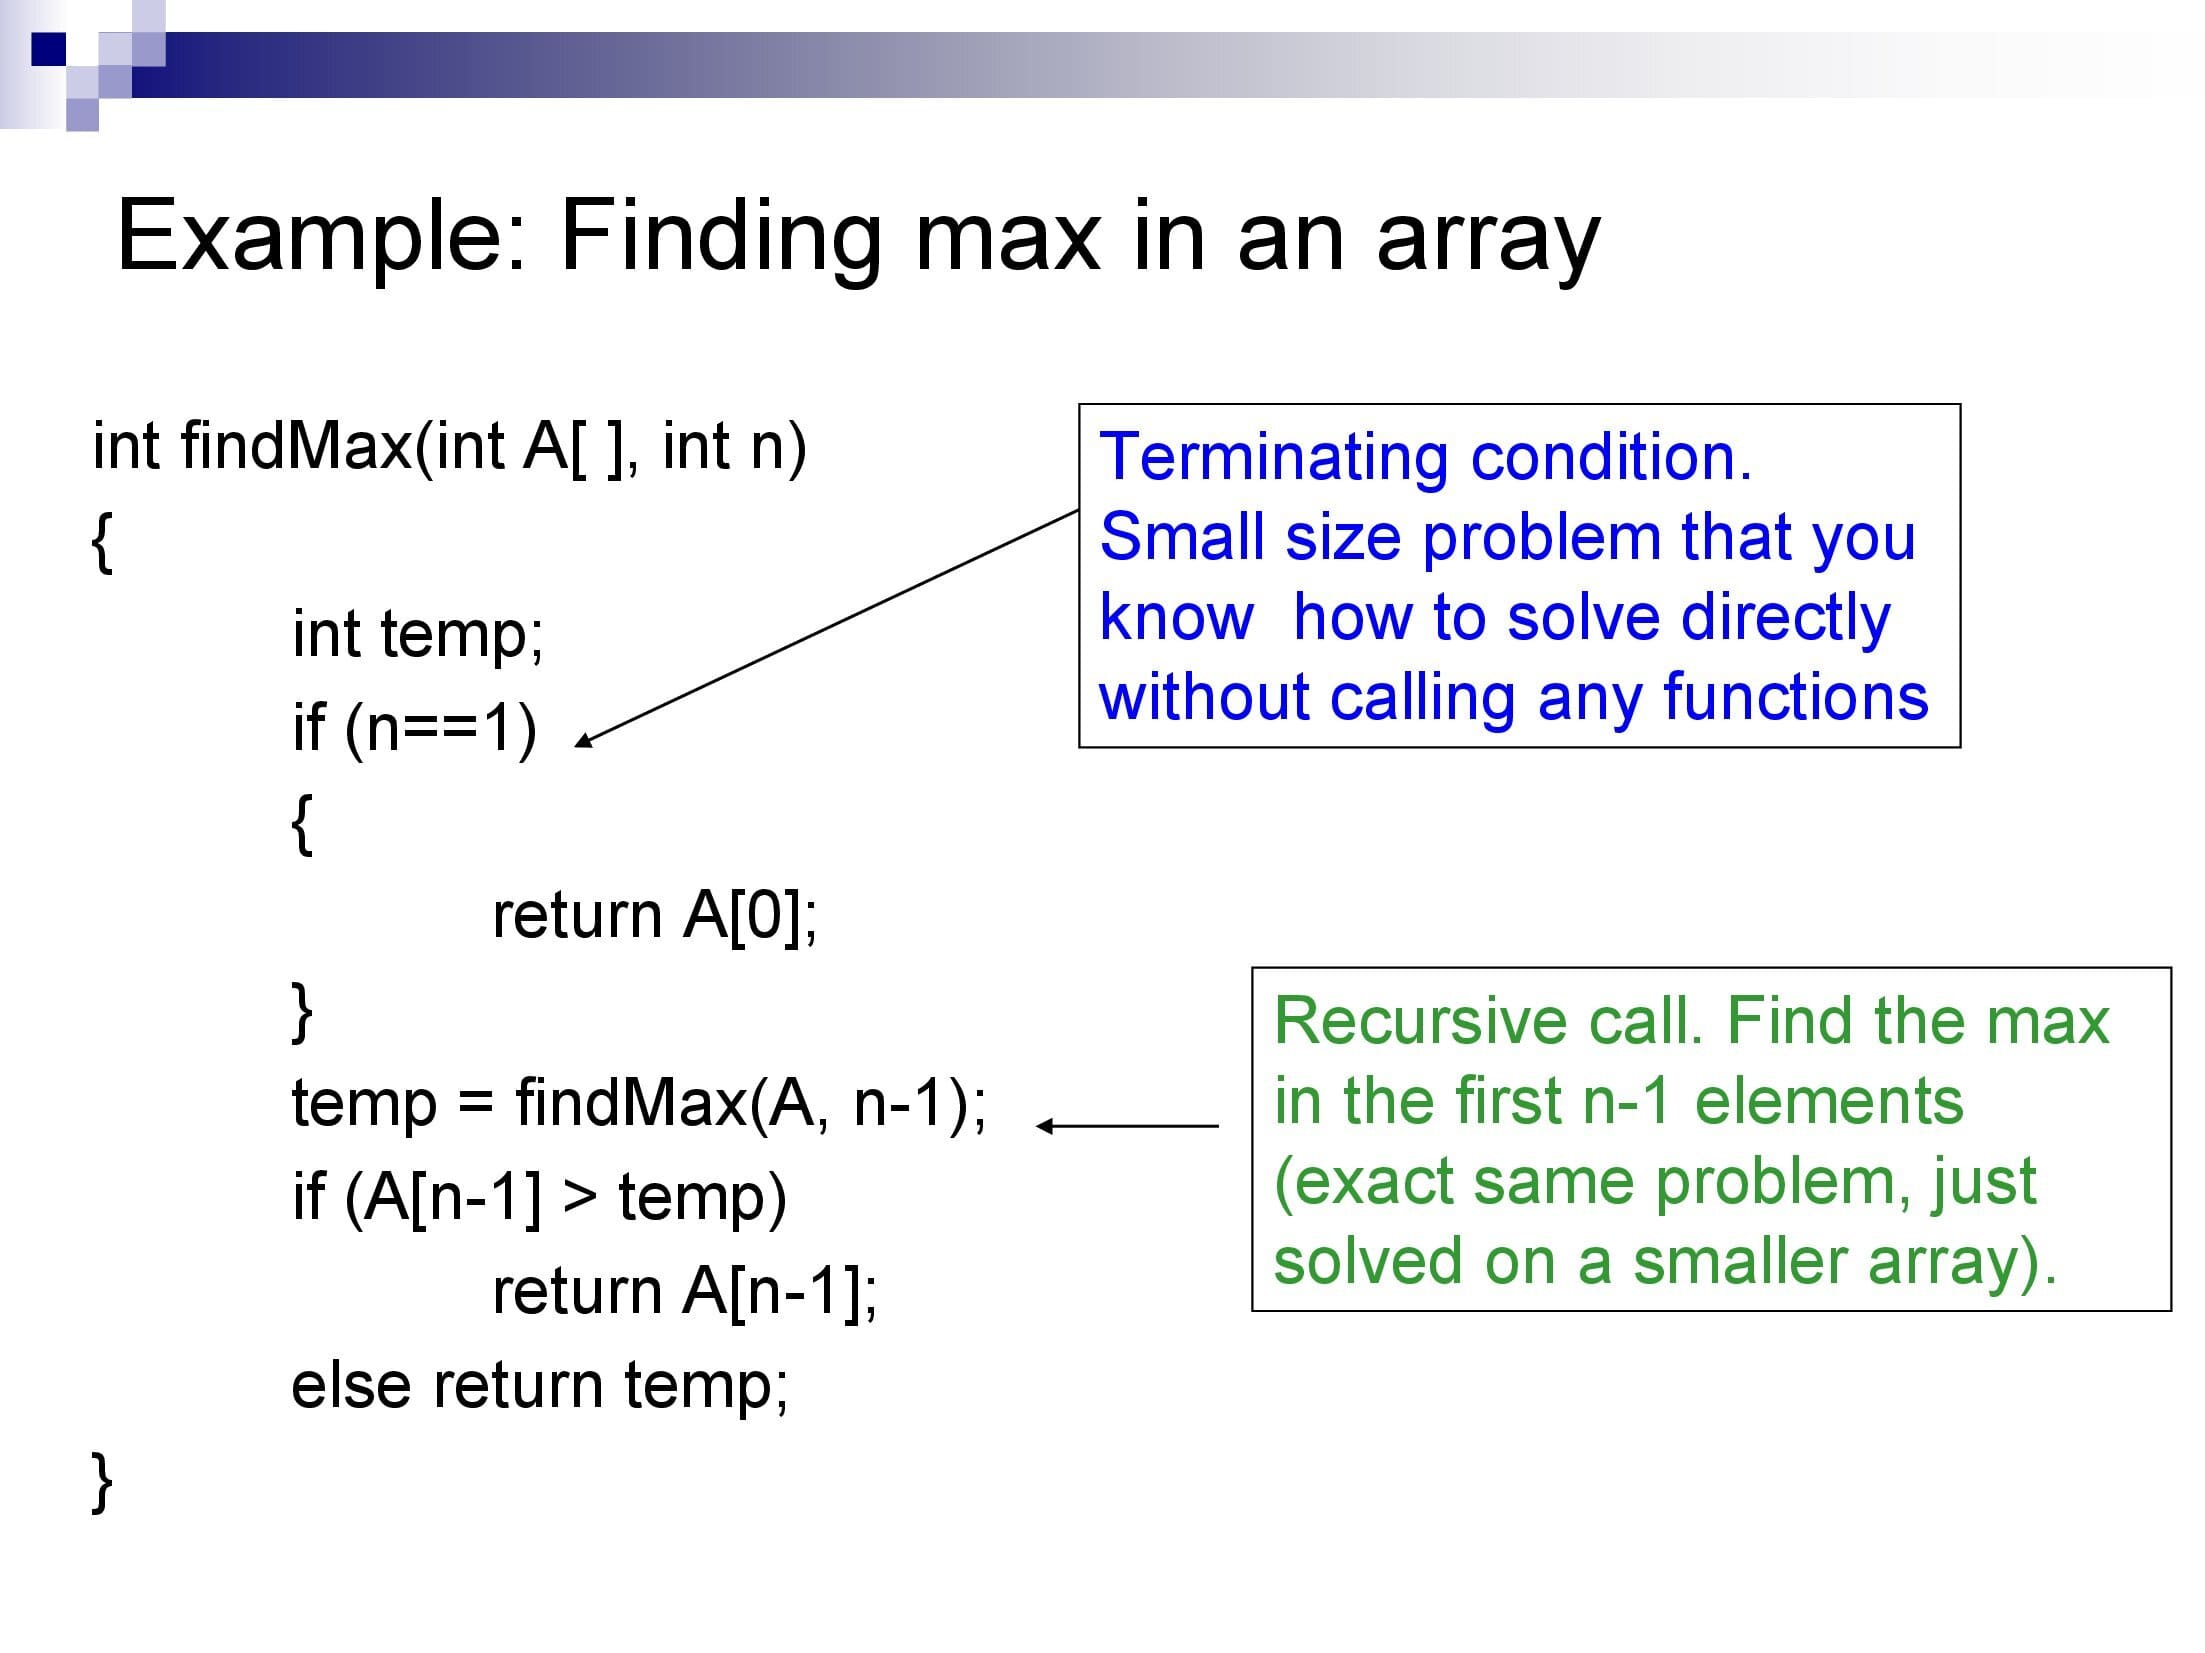 Example: Finding max in an array
int findMax(int A[ ], int n)
{
int temp;
if (n==1)
{
return A[0];
}
temp = findMax(A, n-1);
if (A[n-1] > temp)
return A[n-1];
else return temp;
}
Terminating condition.
Small size problem that you
know  how to solve directly
without calling any functions
Recursive call. Find the max
in the first n-1 elements
(exact same problem, just
solved on a smaller array).